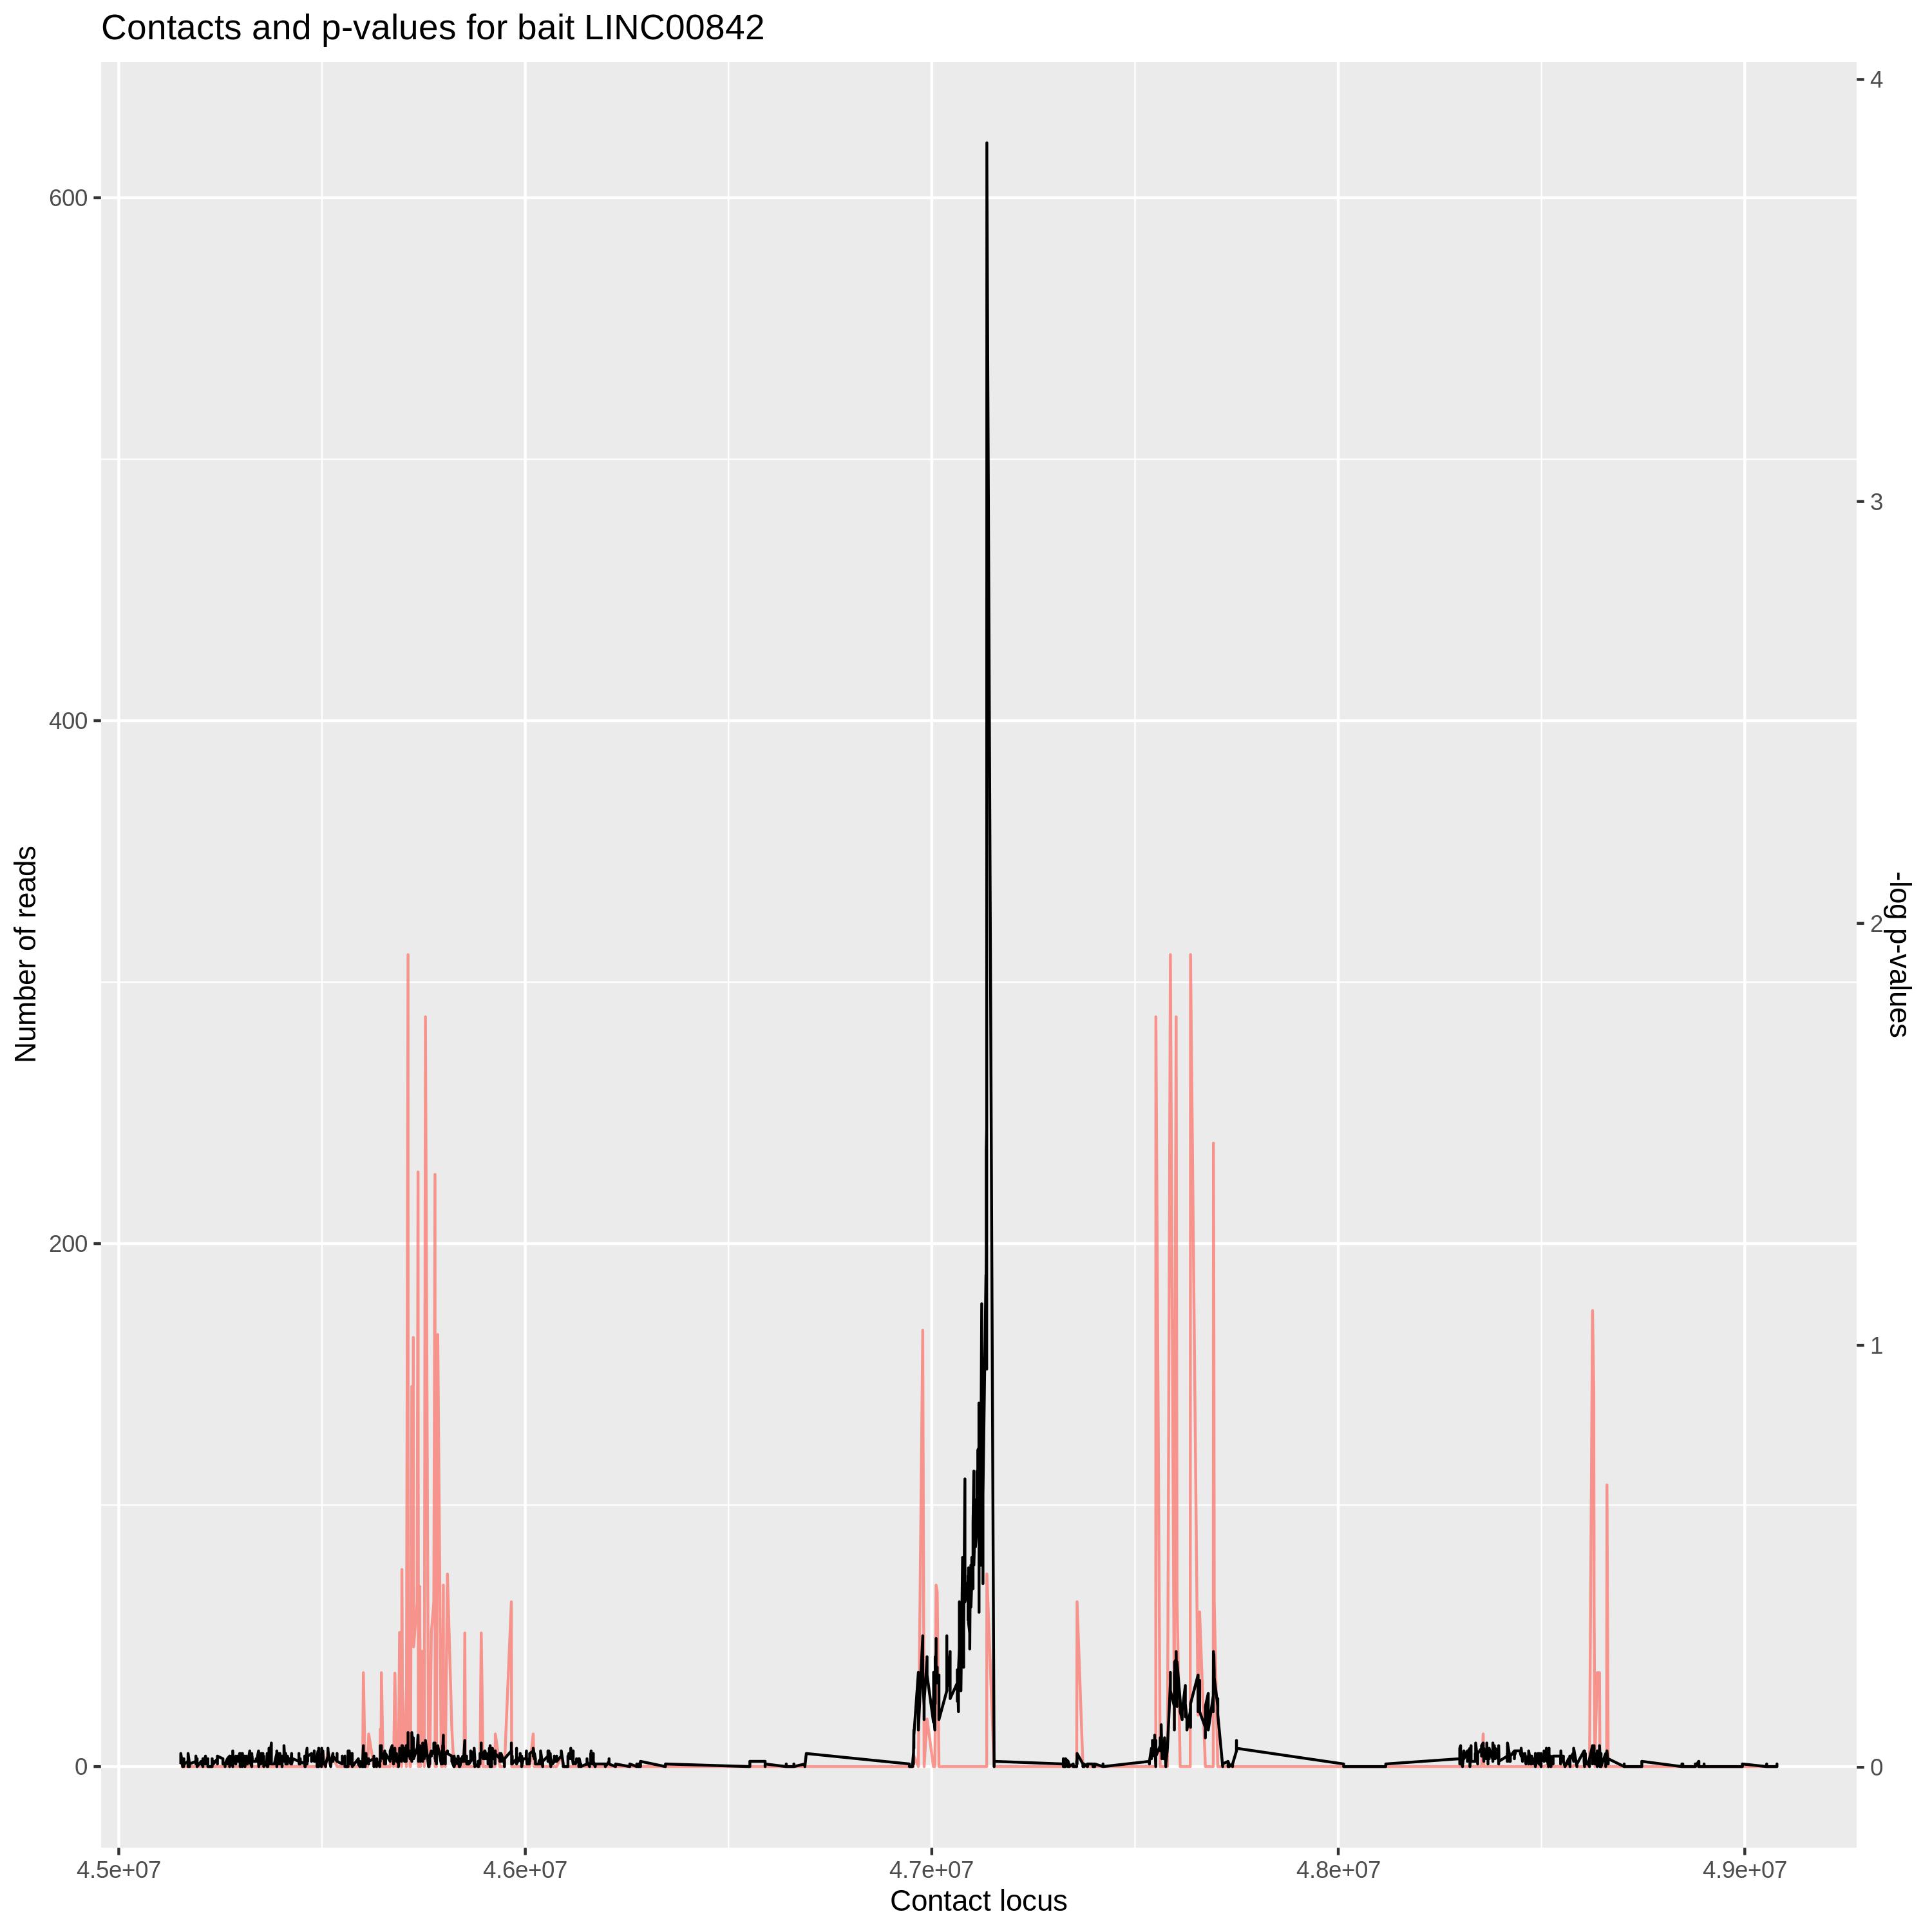 Contacts and p-values for bait LINC00842
4
600
3
400
Number of reads
2
-log p-values
200
1
0
0
4.5e+07 4.6e+07 4.7e+07 4.8e+07 4.9e+07
Contact locus